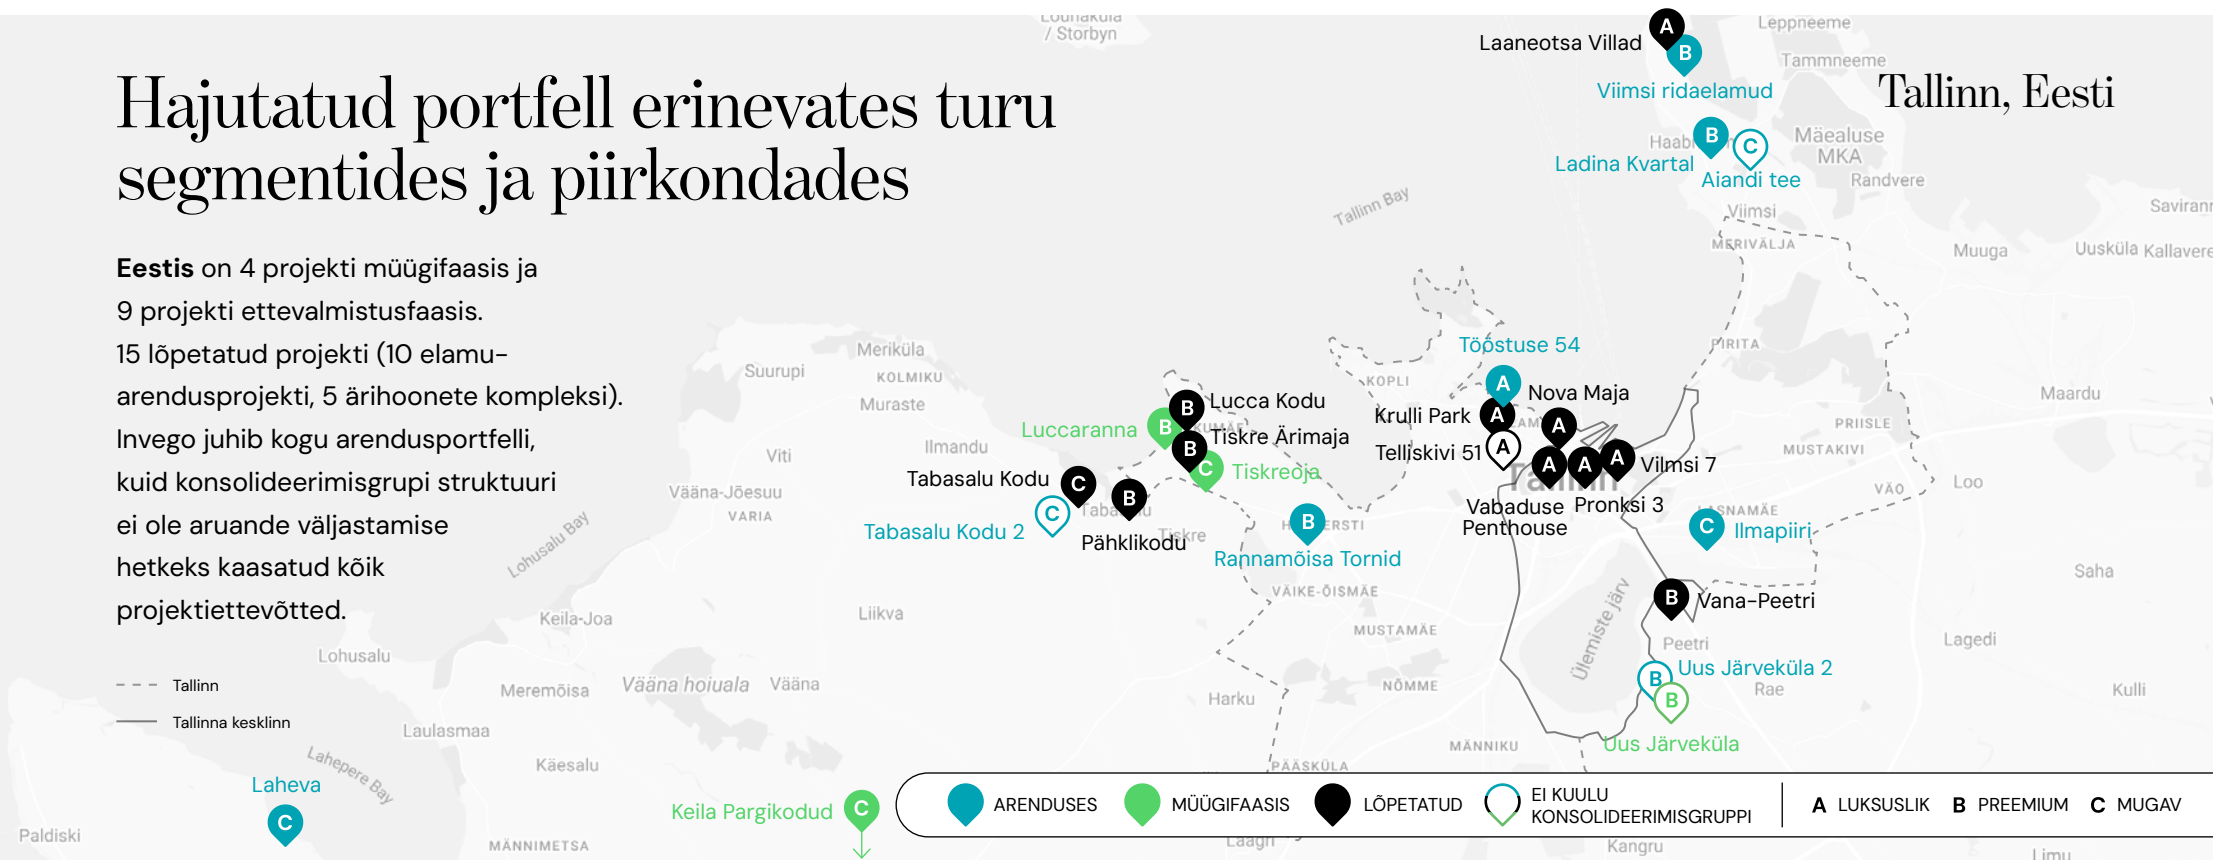 Hajutatud portfell erinevates turu
segmentides ja piirkondades
Tallinn, Eesti
Eestis on 4 projekti müügifaasis ja
9 projekti ettevalmistusfaasis.
15 lõpetatud projekti (10 elamu-
arendusprojekti, 5 ärihoonete kompleksi).
Invego juhib kogu arendusportfelli,
kuid konsolideerimisgrupi struktuuri
ei ole aruande väljastamise
hetkeks kaasatud kõik
projektiettevõtted.
Tallinn
Tallinna kesklinn
/ Storbyn
Leppneeme
A
Laaneotsa Villad
B
Tammneeme
Viimsi ridaelamud
B
C
Mäealuse
MKA
Ladina Kvartal
Aiandi tee
Randvere
Tallinn Bay
Viimsi
MERIVÄLJA
Muuga
Uusküla
Kallavere
Meriküla
Suurupi
KOLMIKU
Muraste
Ilmandu
Viti
Vääna-Jõesuu
VARIA
Lohusalu Bay
Töõstuse 54
PIRITA
KOPLI
A
Nova Maja
Maardu
B
Lucca Kodu
Krulli Park
A
A
PRIISLE
Luccaranna
B
Tiskre Ärimaja
B
Telliskivi 51
A
MUSTAKIVI
C
Tiskreoja
A
A
A
Vilmsi 7
Tabasalu Kodu
C
B
VÄO
Loo
Vabaduse
Penthouse
Pronksi 3
C
Tabasalu Kodu 2
Pähklikodu
Tiskre
B
Rannamõisa Tornid
C
Ilmapiiri
Saha
VÄIKE-ÕISMÄE
B
Vana-Peetri
Keila-Joa
Liikva
MUSTAMÄE
Ülemiste järv
Peetri
Lagedi
Lohusalu
Meremõisa
Vääna hoiuala
Vääna
Harku
NÕMME
B
Uus Järveküla 2
Rae
Kulli
B
Uus Järveküla
Laulasmaa
Lahepere Bay
Käesalu
MÄNNIKU
PÄÄSKÜLA
Laheva
C
Keila Pargikodud
C
Paldiski
MÄNNIMETSA
ARENDUSES
MÜÜGIFAASIS
LÕPETATUD
EI KUULU
KONSOLIDEERIMISGRUPPI
A LUKSUSLIK
B PREEMIUM
C MUGAV
Laagri
Kangru
Limu